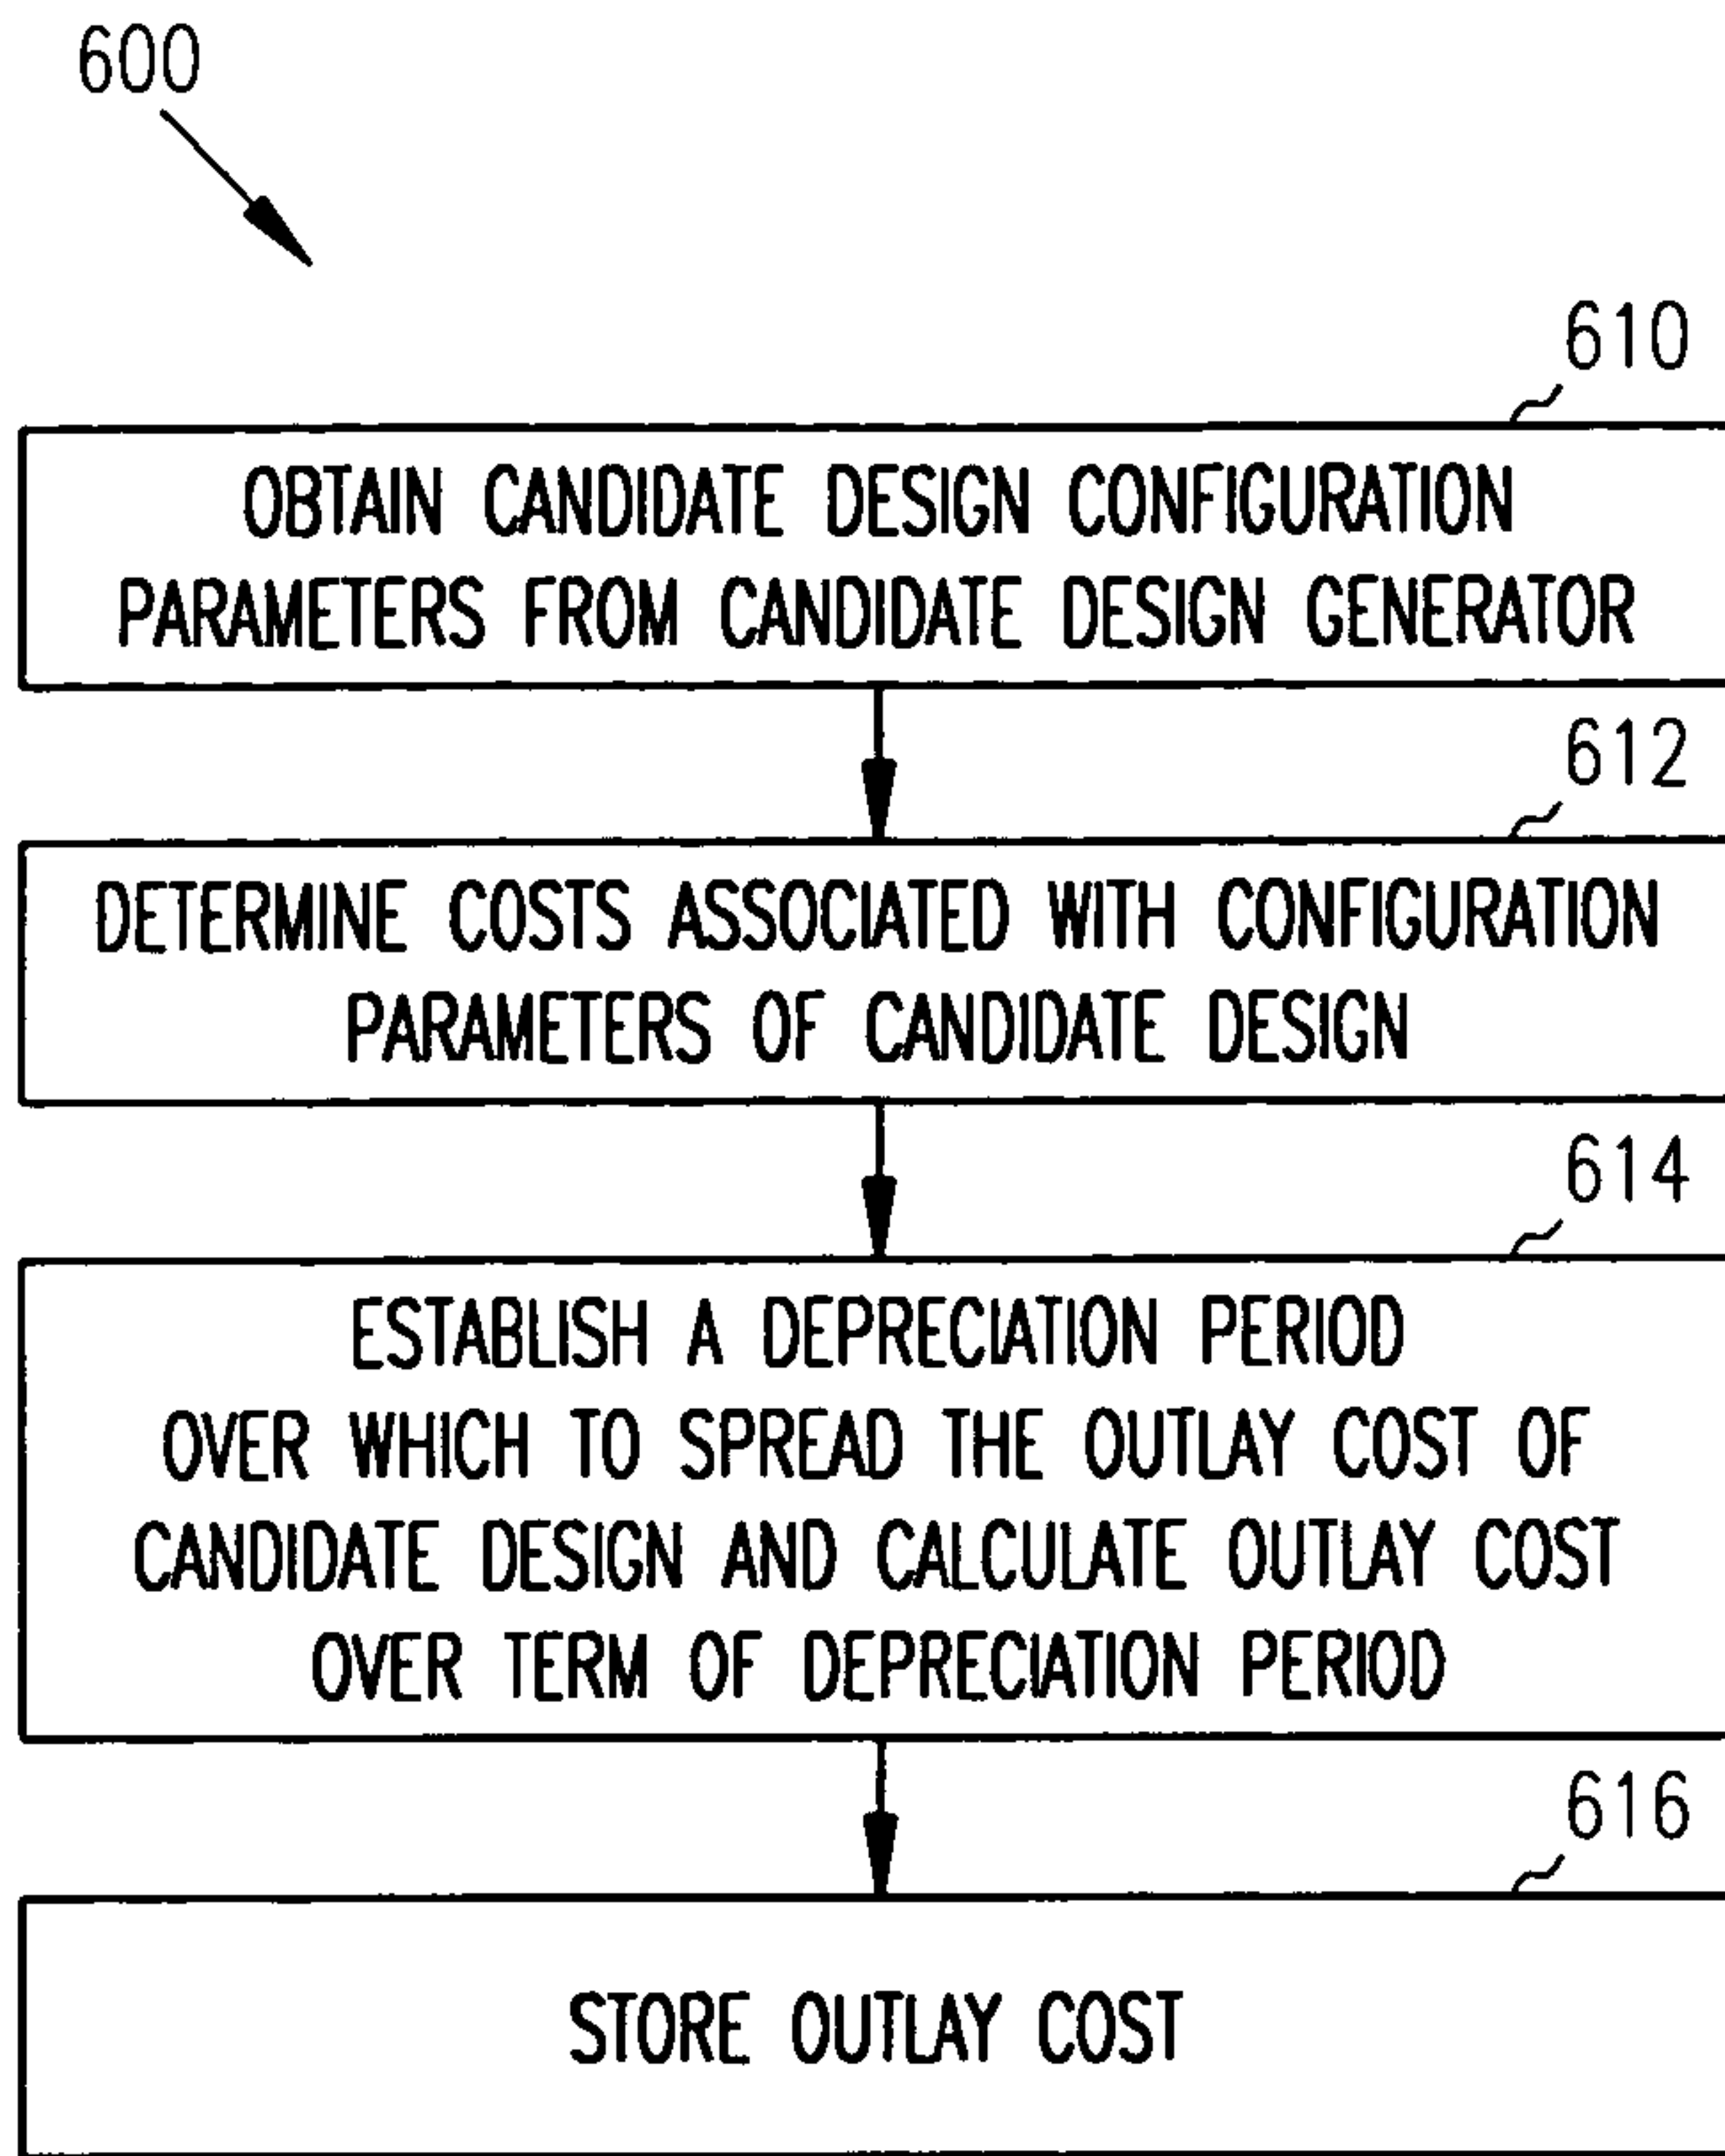 600
610
OBTAIN CANDIDATE DESIGN CONFIGURATION
PARAMETERS FROM CANDIDATE DESIGN GENERATOR
612
DETERMINE COSTS ASSOCIATED WITH CONFIGURATION
PARAMETERS OF CANDIDATE DESIGN
614
ESTABLISH A DEPRECIATION PERIOD
OVER WHICH TO SPREAD THE OUTLAY COST OF
CANDIDATE DESIGN AND CALCULATE OUTLAY COST
OVER TERM OF DEPRECIATION PERIOD
616
STORE OUTLAY COST